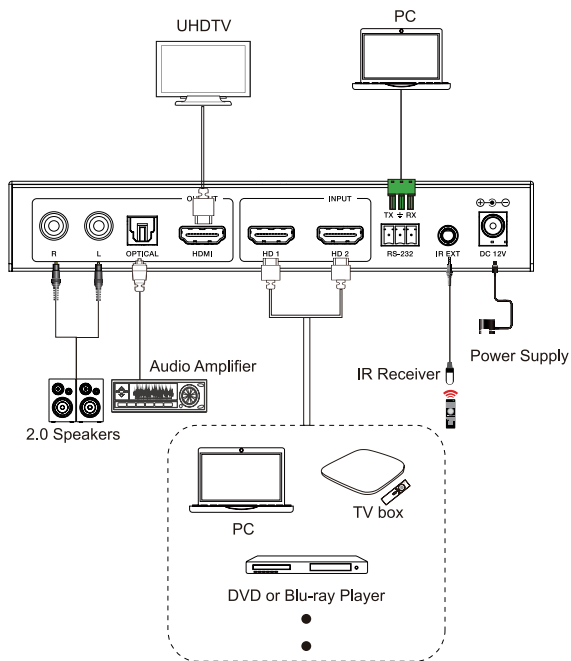 UHDTV
PC
OUTPUT
INPUT
TX RX
R
L
OPTICAL
HDMI
HD 1
HD 2
RS-232
IR EXT
DC 12V
Audio Amplifier
IR Receiver
Power Supply
2.0 Speakers
PC
TV box
DVD or Blu-ray Player